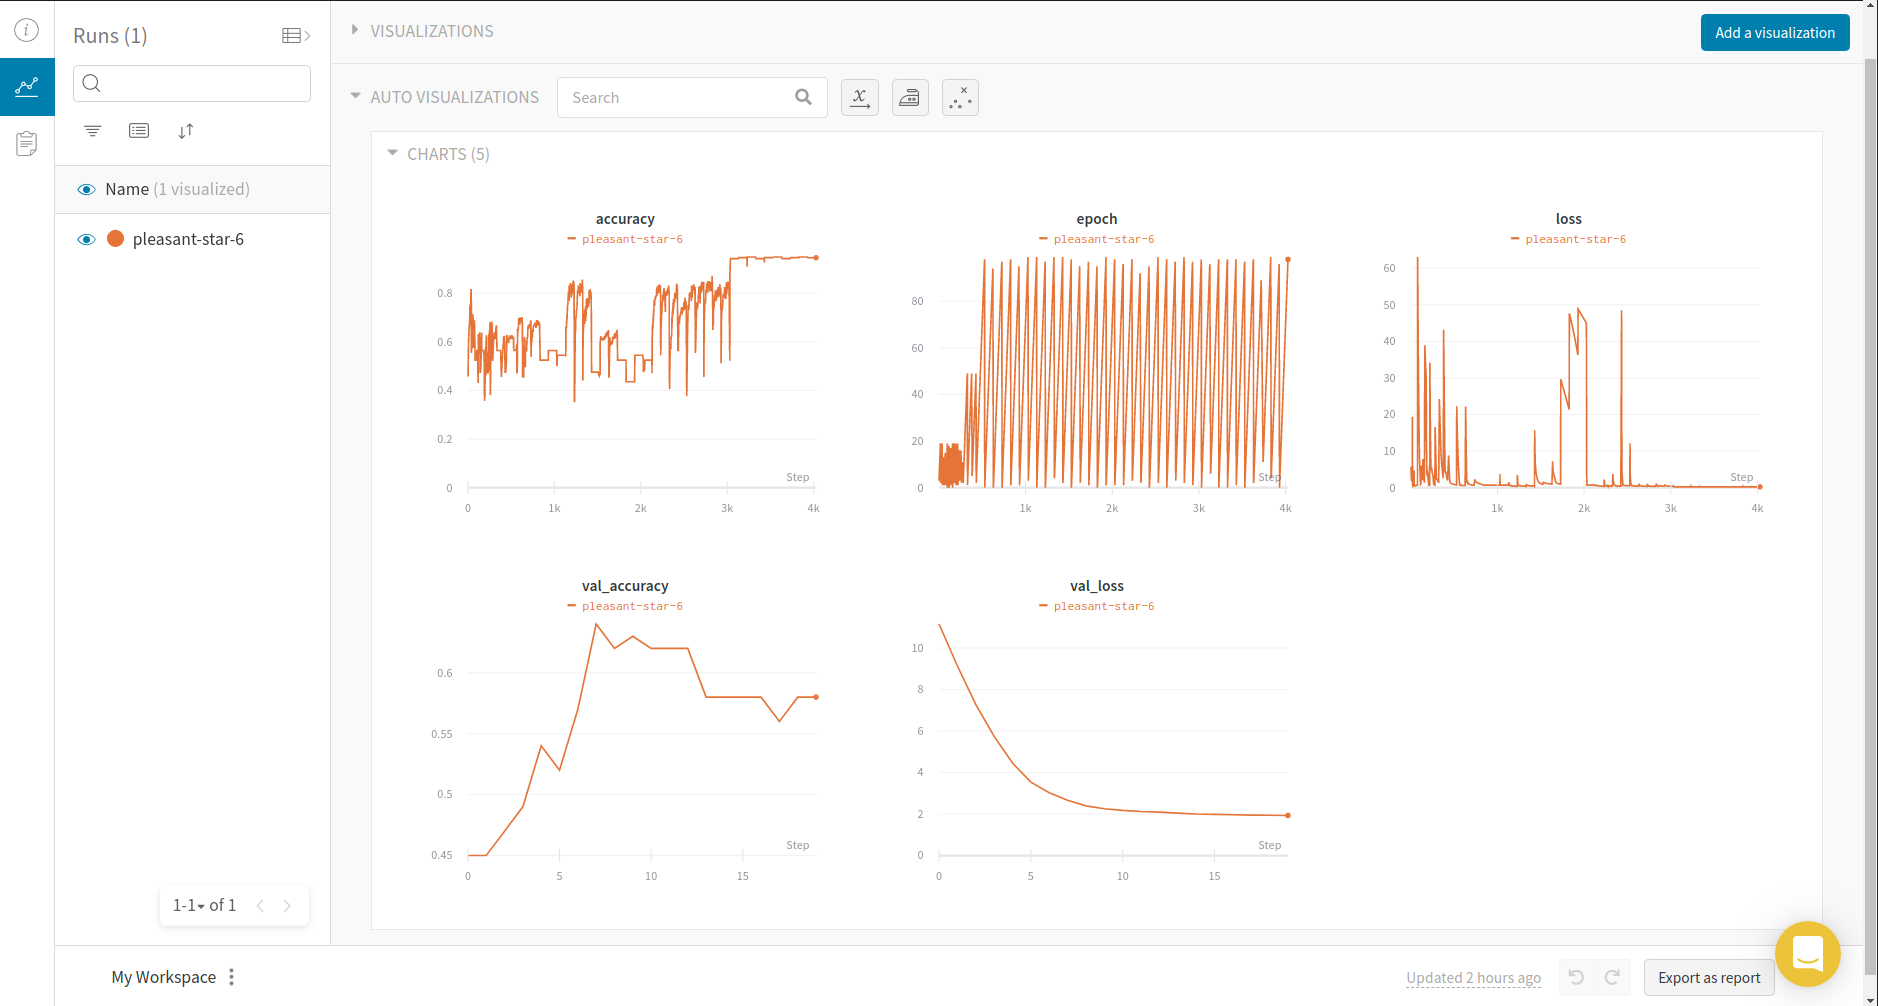 Runs (1)
Name (1 visualized)
pleasant-star-6
1-1 of 1
VISUALIZATIONS
Add a visualization
AUTO VISUALIZATIONS
Search
x
CHARTS (5)
accuracy
pleasant-star-6
0.8
0.6
0.4
0.2
0
Step
0 1k 2k 3k 4k
epoch
pleasant-star-6
80
60
40
20
0
Step
1k 2k 3k 4k
loss
pleasant-star-6
60
50
40
30
20
10
0
Step
1k 2k 3k 4k
val_accuracy
pleasant-star-6
0.6
0.55
0.5
0.45
Step
0 5 10 15
val_loss
pleasant-star-6
10
8
6
4
2
0
Step
0 5 10 15
My Workspace
Updated 2 hours ago
Export as report